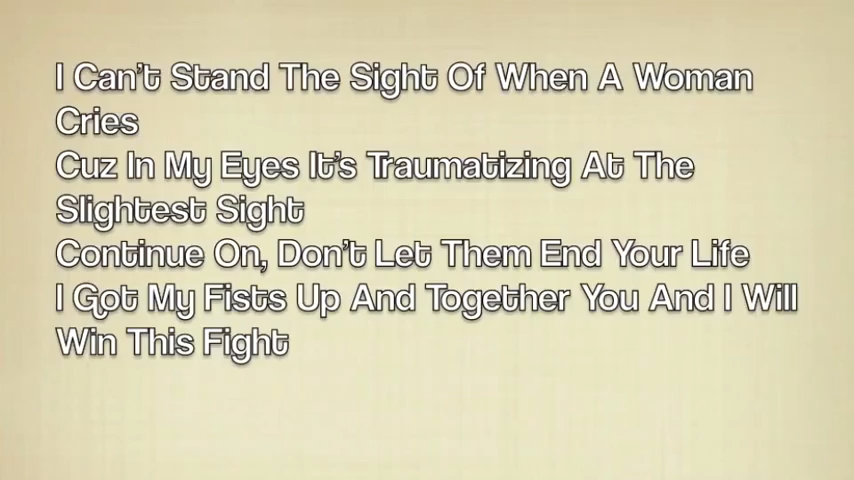 I Can't Stand The Sight Of When A Woman
Cries
Cuz In My Eyes It's Traumatizing At The
Slightest Sight
Continue On, Don't Let Them End Your Life
I Got My Fists Up And Together You And I Will
Win This Fight